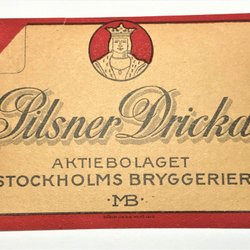 Pilsner Dricka
AKTIEBOLAGET
STOCKHOLMS BRYGGERIER
·MB·